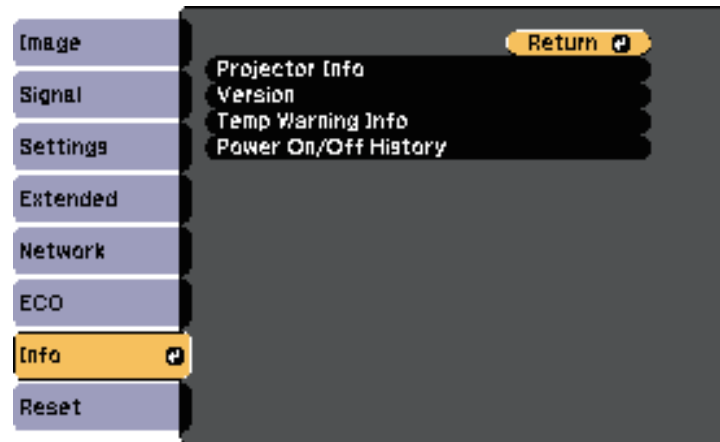 Image
Signal
Settings
Extended
Network
ECO
Info
Reset
Return
Projector Info
Version
Temp Warning Info
Power On/Off History